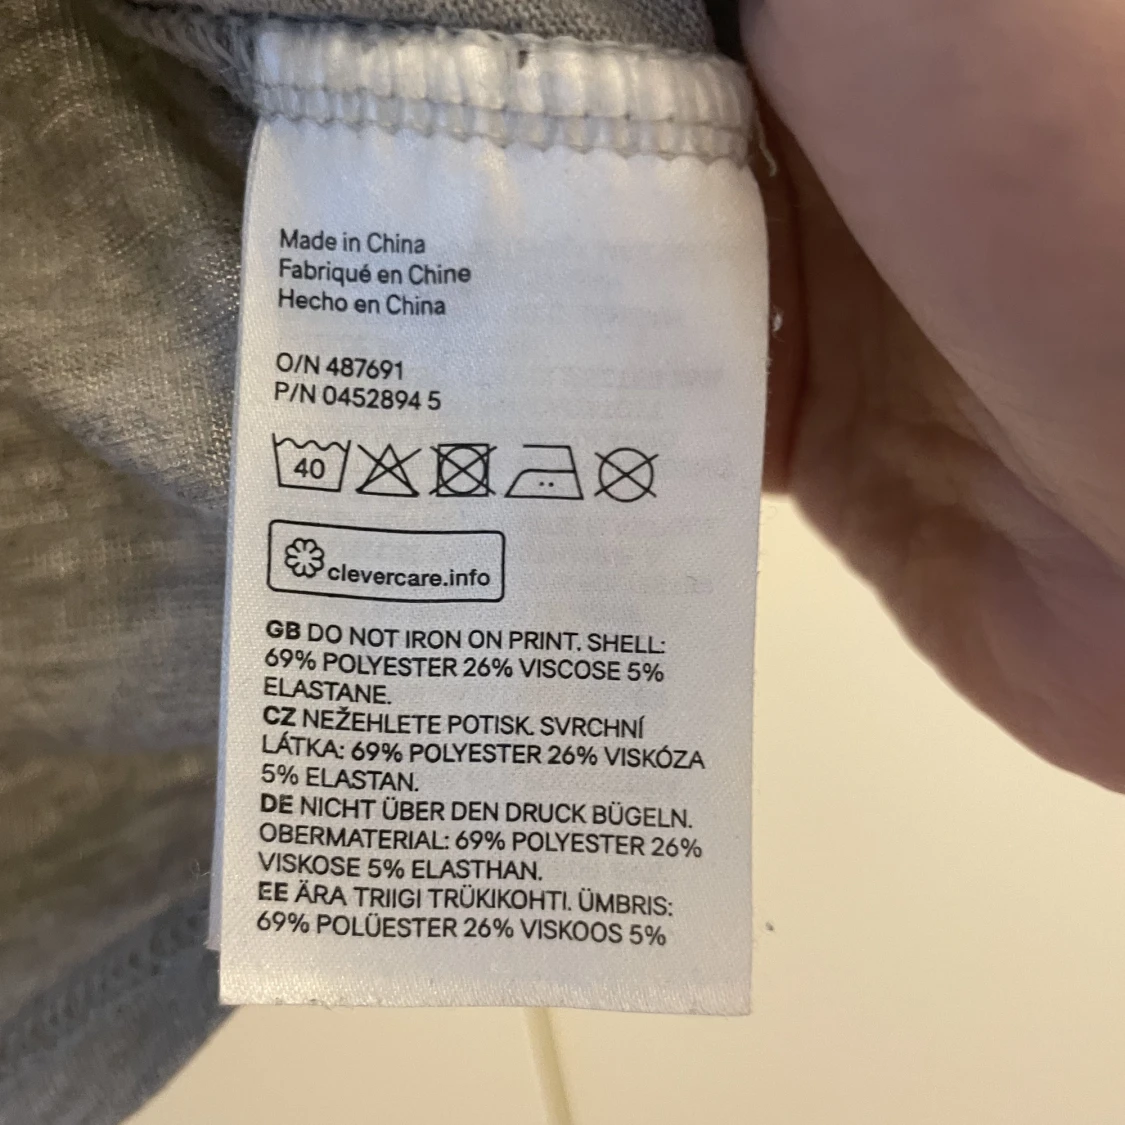 Made in China
Fabriqué en Chine
Hecho en China
O/N 487691
P/N 0452894 5
40
clevercare.info
GB DO NOT IRON ON PRINT. SHELL:
69% POLYESTER 26% VISCOSE 5%
ELASTANE.
CZ NEŽEHLETE POTISK. SVRCHNÍ
LÁTKA: 69% POLYESTER 26% VISKÓZA
5% ELASTAN.
DE NICHT ÜBER DEN DRUCK BÜGELN.
OBERMATERIAL: 69% POLYESTER 26%
VISKOSE 5% ELASTHAN.
EE ÄRA TRIIGI TRÜKIKOHTI. ÜMBRIS:
69% POLÜESTER 26% VISKOOS 5%